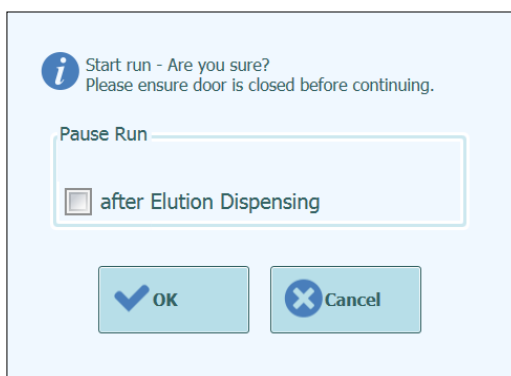 Start run - Are you sure?
Please ensure door is closed before continuing.
Pause Run
after Elution Dispensing
OK
Cancel